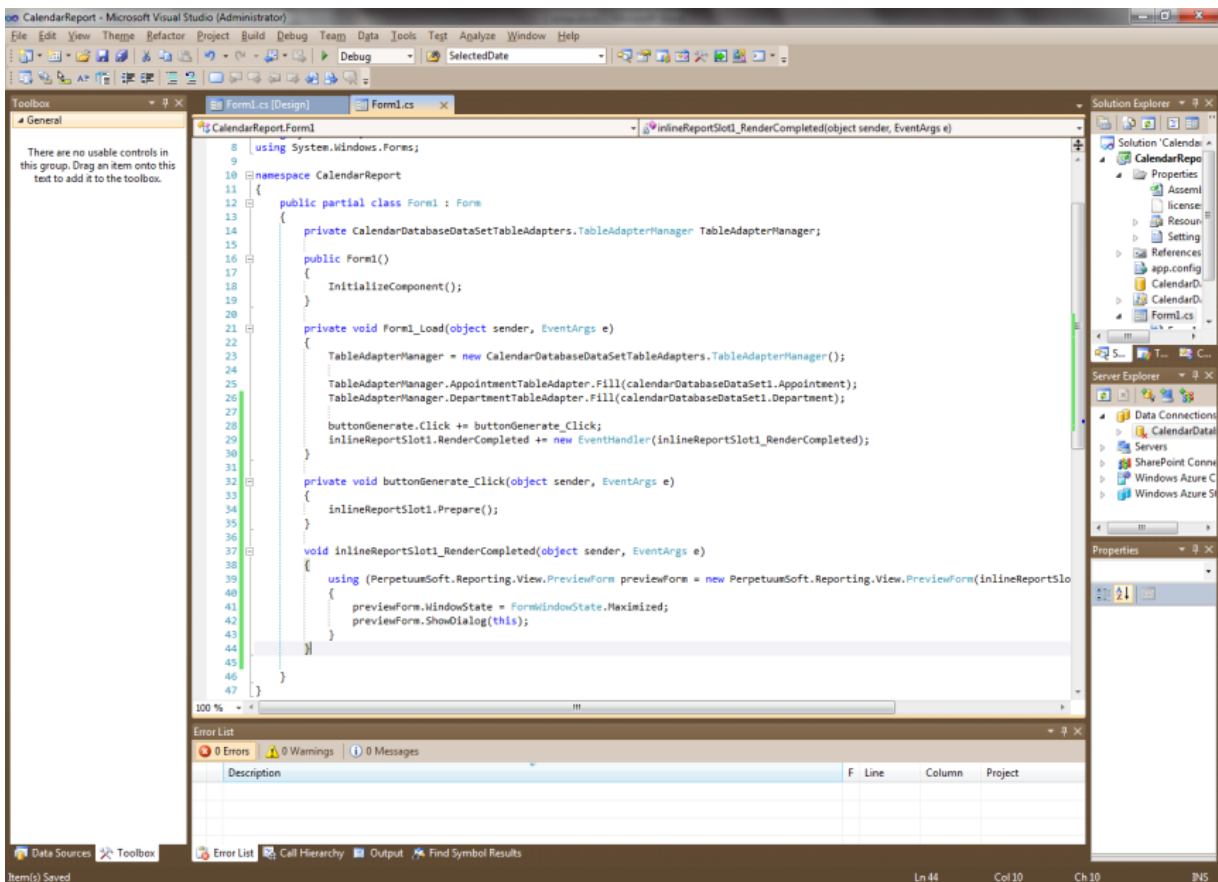 CalendarReport - Microsoft Visual Studio (Administrator)
File Edit View Theme Refactor Project Build Debug Team Data Tools Test Analyze Window Help
Debug SelectedDate
Toolbox
General
There are no usable controls in
this group. Drag an item onto this
text to add it to the toolbox.
Data Sources Toolbox
Form1.cs [Design] Form1.cs
CalendarReport.Form1 inlineReportSlot1_RenderCompleted(object sender, EventArgs e)
8 using System.Windows.Forms;
9
10 namespace CalendarReport
11 {
12 public partial class Form1 : Form
13 {
14 private CalendarDatabaseDataSetTableAdapters.TableAdapterManager TableAdapterManager;
15
16 public Form1()
17 {
18 InitializeComponent();
19 }
20
21 private void Form1_Load(object sender, EventArgs e)
22 {
23 TableAdapterManager = new CalendarDatabaseDataSetTableAdapters.TableAdapterManager();
24
25 TableAdapterManager.AppointmentTableAdapter.Fill(calendarDatabaseDataSet1.Appointment);
26 TableAdapterManager.DepartmentTableAdapter.Fill(calendarDatabaseDataSet1.Department);
27
28 buttonGenerate.Click += buttonGenerate_Click;
29 inlineReportSlot1.RenderCompleted += new EventHandler(inlineReportSlot1_RenderCompleted);
30 }
31
32 private void buttonGenerate_Click(object sender, EventArgs e)
33 {
34 inlineReportSlot1.Prepare();
35 }
36
37 void inlineReportSlot1_RenderCompleted(object sender, EventArgs e)
38 {
39 using (PerpetuumSoft.Reporting.View.PreviewForm previewForm = new PerpetuumSoft.Reporting.View.PreviewForm(inlineReportSlo
40 {
41 previewForm.WindowState = FormWindowState.Maximized;
42 previewForm.ShowDialog(this);
43 }
44 }
45
46 }
47 }
100 %
Error List
0 Errors 0 Warnings 0 Messages
Description F Line Column Project
Error List Call Hierarchy Output Find Symbol Results
Solution Explorer
Solution 'Calendar
CalendarRepo
Properties
Assem
license
Resour
Setting
References
app.config
CalendarD
CalendarD
Form1.cs
S... T... C...
Server Explorer
Data Connections
CalendarDatab
Servers
SharePoint Conne
Windows Azure C
Windows Azure St
Properties
Item(s) Saved Ln 44 Col 10 Ch 10 INS